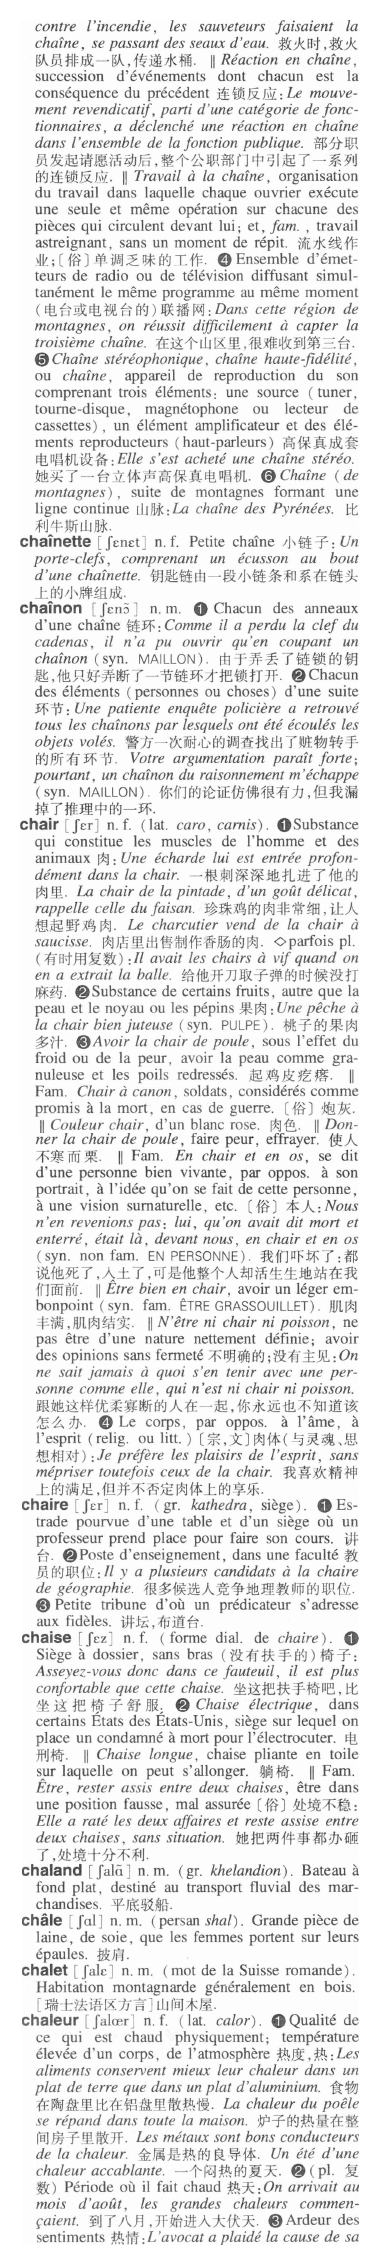 contre l'incendie, les sauveteurs faisaient la
chaîne, se passant des seaux d'eau. 救火时,救火
队员排成一队,传递水桶. ‖ Réaction en chaîne,
succession d'événements dont chacun est la
conséquence du précédent 连锁反应:Le mouve-
ment revendicatif, parti d'une catégorie de fonc-
tionnaires, a déclenché une réaction en chaîne
dans l'ensemble de la fonction publique. 部分职
员发起请愿活动后,整个公职部门中引起了一系列
的连锁反应. ‖ Travail à la chaîne, organisation
du travail dans laquelle chaque ouvrier exécute
une seule et même opération sur chacune des
pièces qui circulent devant lui; et, fam. , travail
astreignant, sans un moment de répit. 流水线作
业;〔俗〕单调乏味的工作. ❹ Ensemble d'émet-
teurs de radio ou de télévision diffusant simul-
tanément le même programme au même moment
(电台或电视台的)联播网:Dans cette région de
montagnes, on réussit difficilement à capter la
troisième chaîne. 在这个山区里,很难收到第三台.
❺ Chaîne stéréophonique, chaîne haute-fidélité,
ou chaîne, appareil de reproduction du son
comprenant trois éléments: une source (tuner,
tourne-disque, magnétophone ou lecteur de
cassettes), un élément amplificateur et des élé-
ments reproducteurs (haut-parleurs) 高保真成套
电唱机设备:Elle s'est acheté une chaîne stéréo.
她买了一台立体声高保真电唱机. ❻ Chaîne (de
montagnes), suite de montagnes formant une
ligne continue 山脉:La chaîne des Pyrénées. 比
利牛斯山脉.
chaînette [ʃɛnɛt] n. f. Petite chaîne 小链子:Un
porte-clefs, comprenant un écusson au bout
d'une chaînette. 钥匙链由一段小链条和系在链头
上的小牌组成.
chaînon [ʃɛnɔ̃] n. m. ❶ Chacun des anneaux
d'une chaîne 链环:Comme il a perdu la clef du
cadenas, il n'a pu ouvrir qu'en coupant un
chaînon (syn. MAILLON). 由于弄丢了链锁的钥
匙,他只好弄断了一节链环才把锁打开. ❷ Chacun
des éléments (personnes ou choses) d'une suite
环节:Une patiente enquête policière a retrouvé
tous les chaînons par lesquels ont été écoulés les
objets volés. 警方一次耐心的调查找出了赃物转手
的所有环节. Votre argumentation paraît forte;
pourtant, un chaînon du raisonnement m'échappe
(syn. MAILLON). 你们的论证仿佛很有力,但我漏
掉了推理中的一环.
chair [ʃɛr] n. f. (lat. caro, carnis). ❶Substance
qui constitue les muscles de l'homme et des
animaux 肉:Une écharde lui est entrée profon-
dément dans la chair. 一根刺深深地扎进了他的
肉里. La chair de la pintade, d'un goût délicat,
rappelle celle du faisan. 珍珠鸡的肉非常细,让人
想起野鸡肉. Le charcutier vend de la chair à
saucisse. 肉店里出售制作香肠的肉. ◇parfois pl.
(有时用复数):Il avait les chairs à vif quand on
en a extrait la balle. 给他开刀取子弹的时候没打
麻药. ❷Substance de certains fruits, autre que la
peau et le noyau ou les pépins 果肉:Une pêche à
la chair bien juteuse (syn. PULPE). 桃子的果肉
多汁. ❸Avoir la chair de poule, sous l'effet du
froid ou de la peur, avoir la peau comme gra-
nuleuse et les poils redressés. 起鸡皮疙瘩. ‖
Fam. Chair à canon, soldats, considérés comme
promis à la mort, en cas de guerre. 〔俗〕炮灰.
‖ Couleur chair, d'un blanc rose. 肉色. ‖ Don-
ner la chair de poule, faire peur, effrayer. 使人
不寒而栗. ‖ Fam. En chair et en os, se dit
d'une personne bien vivante, par oppos. à son
portrait, à l'idée qu'on se fait de cette personne,
à une vision surnaturelle, etc. 〔俗〕本人:Nous
n'en revenions pas: lui, qu'on avait dit mort et
enterré, était là, devant nous, en chair et en os
(syn. non fam. EN PERSONNE). 我们吓坏了:都
说他死了,入土了,可是他整个人却活生生地站在我
们面前. ‖ Être bien en chair, avoir un léger em-
bonpoint (syn. fam. ÊTRE GRASSOUILLET). 肌肉
丰满,肌肉结实. ‖ N'être ni chair ni poisson, ne
pas être d'une nature nettement définie; avoir
des opinions sans fermeté 不明确的;没有主见:On
ne sait jamais à quoi s'en tenir avec une per-
sonne comme elle, qui n'est ni chair ni poisson.
跟她这样优柔寡断的人在一起,你永远也不知道该
怎么办. ❹ Le corps, par oppos. à l'âme, à
l'esprit (relig. ou litt.) 〔宗,文〕肉体(与灵魂、思
想相对):Je préfère les plaisirs de l'esprit, sans
mépriser toutefois ceux de la chair. 我喜欢精神
上的满足,但并不否定肉体上的享乐.
chaire [ʃɛr] n. f. (gr. kathedra, siège). ❶ Es-
trade pourvue d'une table et d'un siège où un
professeur prend place pour faire son cours. 讲
台. ❷Poste d'enseignement, dans une faculté 教
员的职位:Il y a plusieurs candidats à la chaire
de géographie. 很多候选人竞争地理教师的职位.
❸ Petite tribune d'où un prédicateur s'adresse
aux fidèles. 讲坛,布道台.
chaise [ʃɛz] n. f. (forme dial. de chaire). ❶
Siège à dossier, sans bras (没有扶手的)椅子:
Asseyez-vous donc dans ce fauteuil, il est plus
confortable que cette chaise. 坐这把扶手椅吧,比
坐这把椅子舒服. ❷ Chaise électrique, dans
certains États des États-Unis, siège sur lequel on
place un condamné à mort pour l'électrocuter. 电
刑椅. ‖ Chaise longue, chaise pliante en toile
sur laquelle on peut s'allonger. 躺椅. ‖ Fam.
Être, rester assis entre deux chaises, être dans
une position fausse, mal assurée 〔俗〕处境不稳:
Elle a raté les deux affaires et reste assise entre
deux chaises, sans situation. 她把两件事都办砸
了,处境十分不利.
chaland [ʃalɑ̃] n. m. (gr. khelandion). Bateau à
fond plat, destiné au transport fluvial des mar-
chandises. 平底驳船.
châle [ʃɑl] n. m. (persan shal). Grande pièce de
laine, de soie, que les femmes portent sur leurs
épaules. 披肩.
chalet [ʃalɛ] n. m. (mot de la Suisse romande).
Habitation montagnarde généralement en bois.
[瑞士法语区方言]山间木屋.
chaleur [ʃalœr] n. f. (lat. calor). ❶Qualité de
ce qui est chaud physiquement; température
élevée d'un corps, de l'atmosphère 热度,热:Les
aliments conservent mieux leur chaleur dans un
plat de terre que dans un plat d'aluminium. 食物
在陶盘里比在铝盘里散热慢. La chaleur du poêle
se répand dans toute la maison. 炉子的热量在整
间房子里散开. Les métaux sont bons conducteurs
de la chaleur. 金属是热的良导体. Un été d'une
chaleur accablante. 一个闷热的夏天. ❷(pl. 复
数) Période où il fait chaud 热天:On arrivait au
mois d'août, les grandes chaleurs commen-
çaient. 到了八月,开始进入大伏天. ❸ Ardeur des
sentiments 热情:L'avocat a plaidé la cause de sa